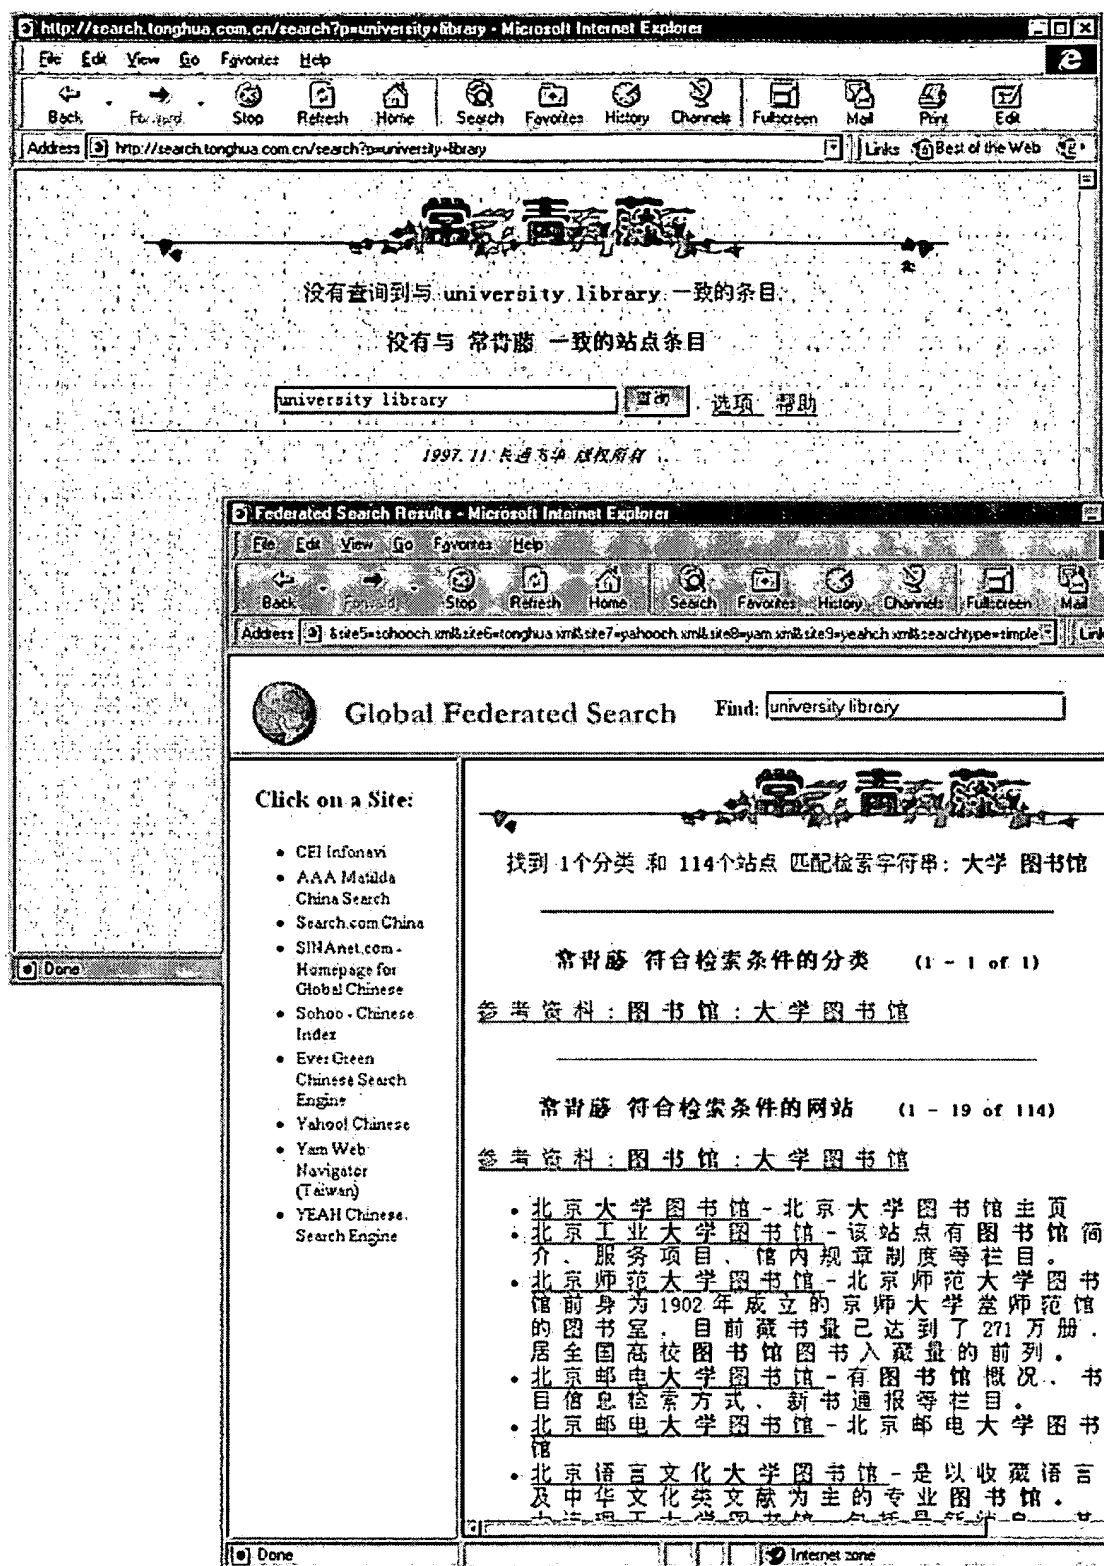 http://search.tonghua.com.cn/search?p=university+library - Microsoft Internet Explorer
File Edit View Go Favorites Help
Back Forward Stop Refresh Home Search Favorites History Channels Fullscreen Mail Print Edit
Address http://search.tonghua.com.cn/search?p=university+library Links Best of the Web
常青藤
没有查询到与 university library 一致的条目.
没有与 常青藤 一致的站点条目
university library 查询 选项 帮助
1997.11 版权所有
Federated Search Results - Microsoft Internet Explorer
File Edit View Go Favorites Help
Back Forward Stop Refresh Home Search Favorites History Channels Fullscreen Mail
Address &site5=sohooch.xml&site6=tonghua.xml&site7=yahooch.xml&site8=yam.xml&site9=yeahch.xml&searchtype=simple Link
Global Federated Search Find: university library
Click on a Site:
• CEI Infonavi
• AAA Matilda
China Search
• Search.com China
• SINAnet.com -
Homepage for
Global Chinese
• Sohoo - Chinese
Index
• EverGreen
Chinese Search
Engine
• Yahoo! Chinese
• Yam Web
Navigator
(Taiwan)
• YEAH Chinese
Search Engine
常青藤
找到 1个分类 和 114个站点 匹配检索字符串: 大学 图书馆
常青藤 符合检索条件的分类 (1 - 1 of 1)
参考资料:图书馆:大学图书馆
常青藤 符合检索条件的网站 (1 - 19 of 114)
参考资料:图书馆:大学图书馆
• 北京大学图书馆 - 北京大学图书馆主页
• 北京工业大学图书馆 - 该站点有图书馆简
介、服务项目、馆内规章制度等栏目。
• 北京师范大学图书馆 - 北京师范大学图书
馆前身为1902年成立的京师大学堂师范馆
的图书室.目前藏书量已达到了271万册.
居全国高校图书馆图书入藏量的前列.
• 北京邮电大学图书馆 - 有图书馆概况、书
目信息检索方式、新书通报等栏目。
• 北京邮电大学图书馆 - 北京邮电大学图书
馆
• 北京语言文化大学图书馆 - 是以收藏语言
及中华文化类文献为主的专业图书馆.
Done
Done Internet zone